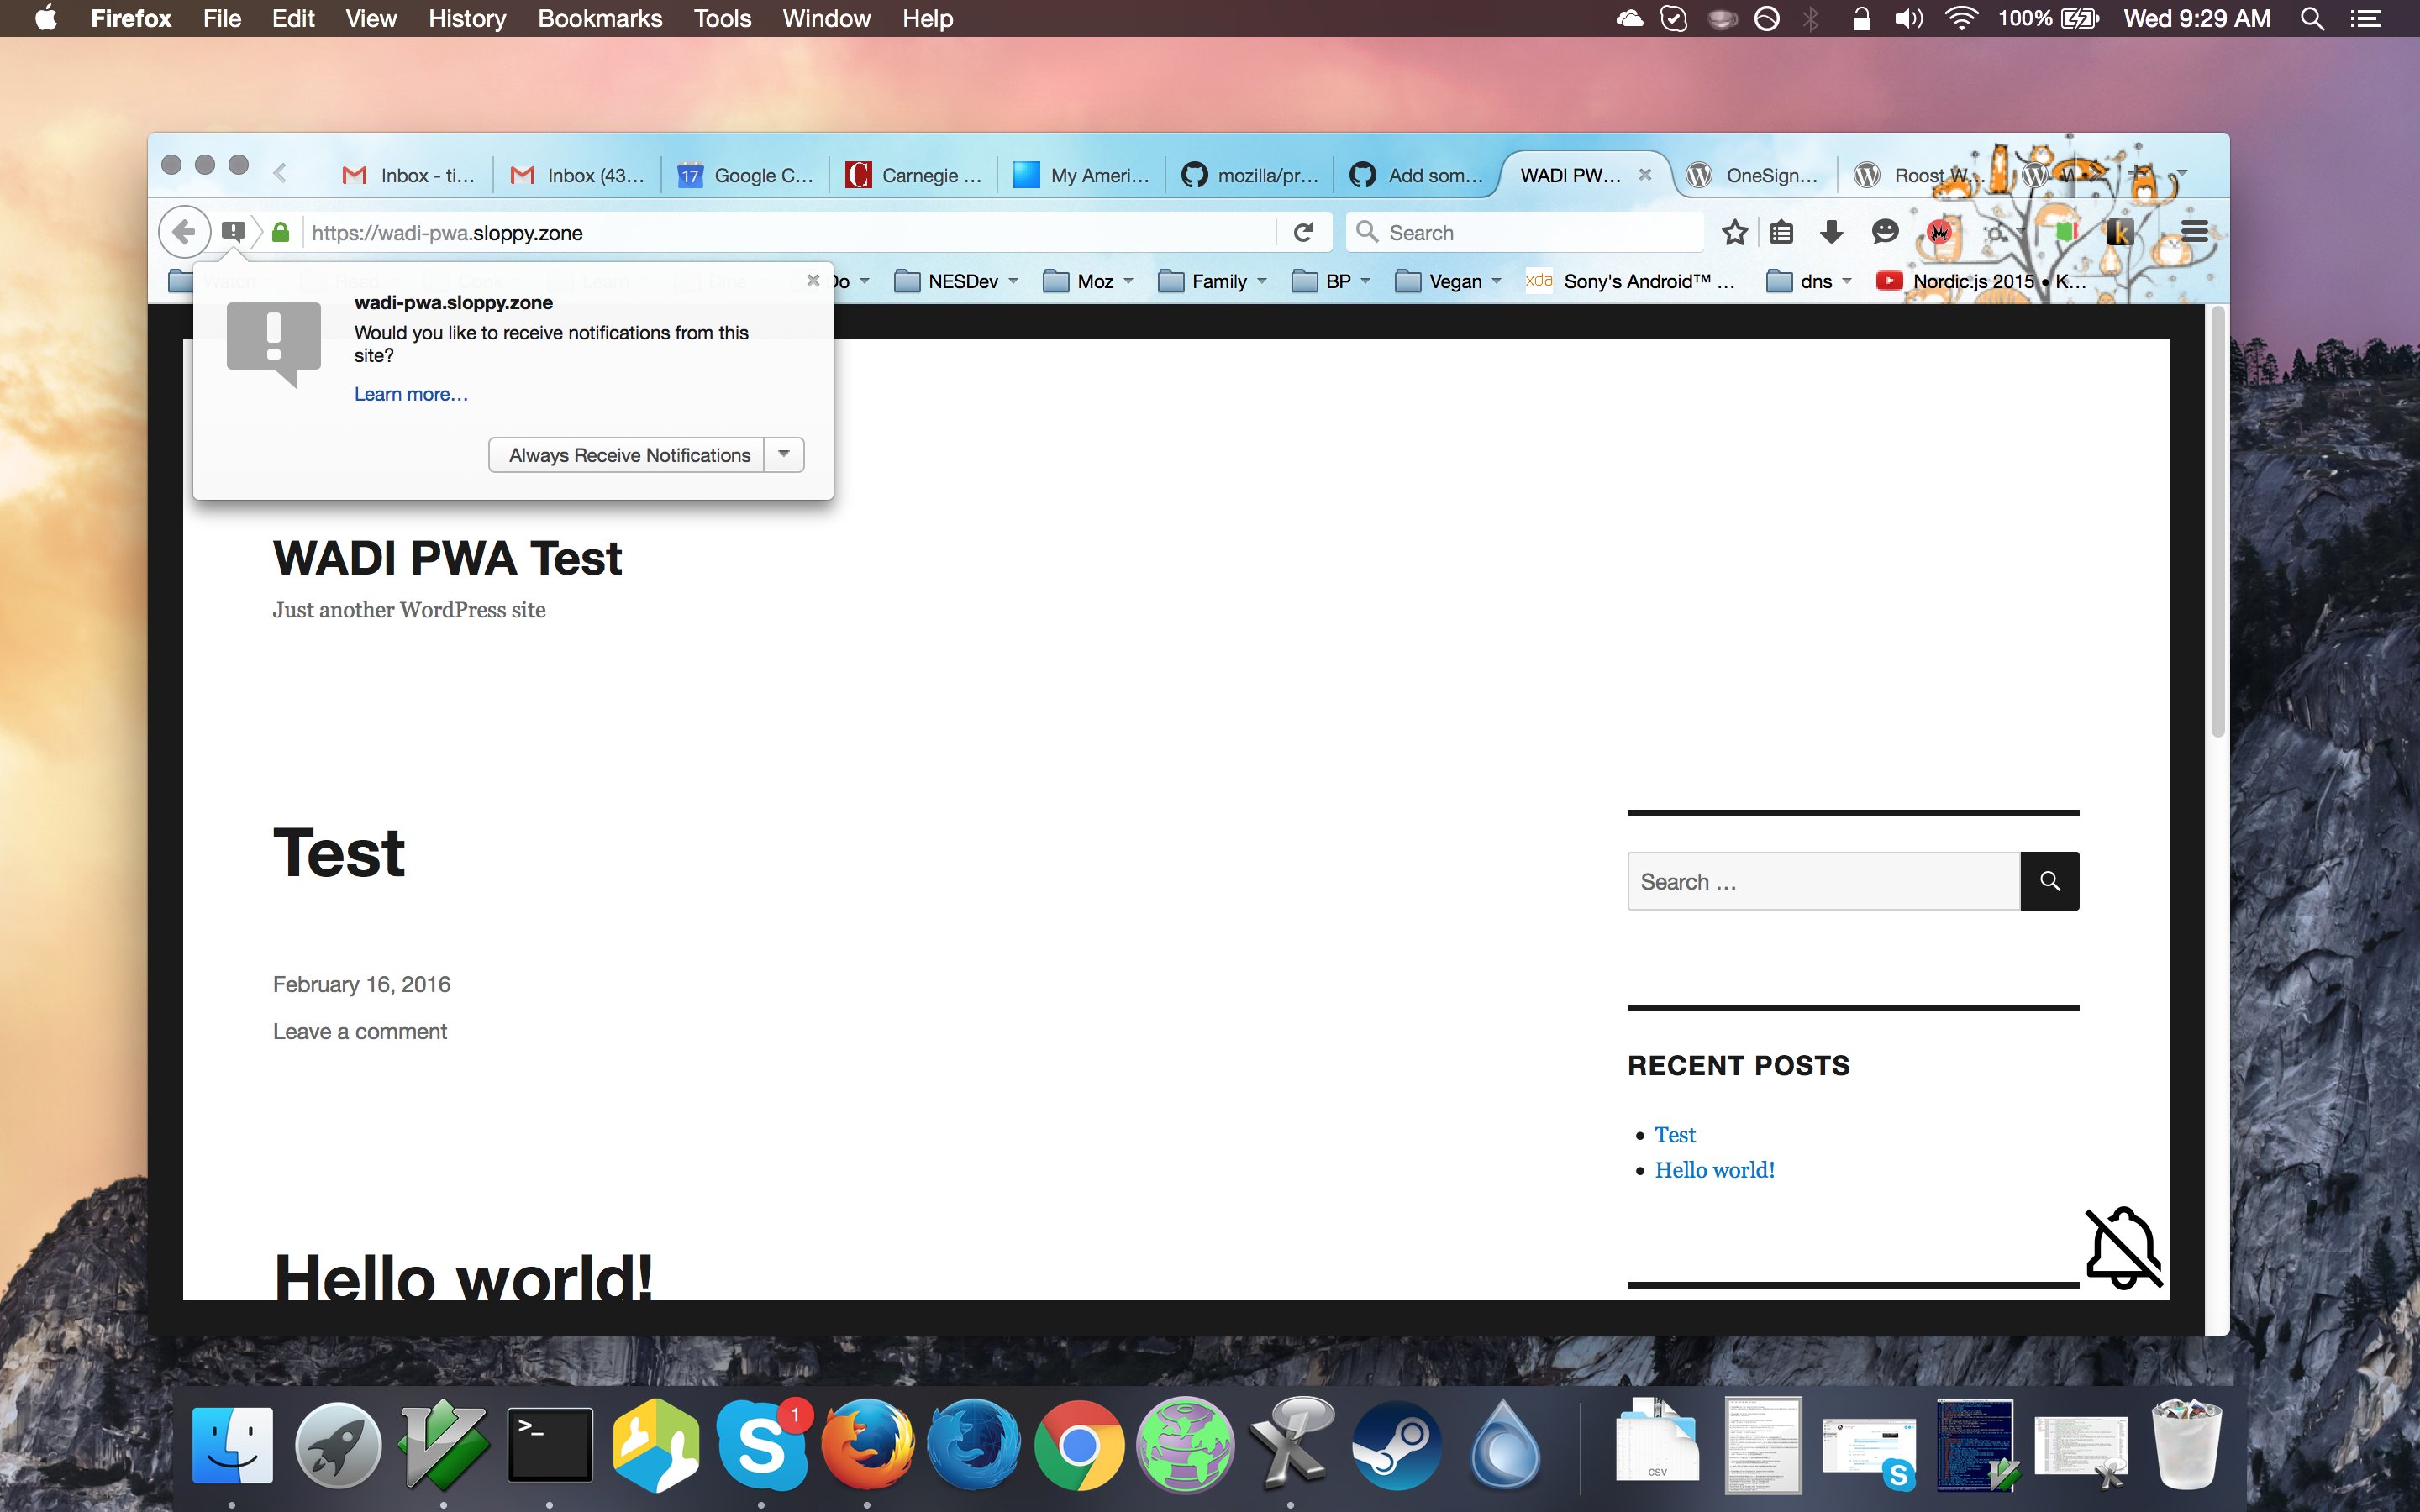 Firefox File Edit View History Bookmarks Tools Window Help 100% Wed 9:29 AM
Inbox - ti... Inbox (43... 17 Google C... C Carnegie ... My Ameri... mozilla/pr... Add som... WADI PW... OneSign... Roost W...
https://wadi-pwa.sloppy.zone Search
Do NESDev Moz Family BP Vegan xda Sony's Android™ ... dns Nordic.js 2015 • K...
wadi-pwa.sloppy.zone
Would you like to receive notifications from this
site?
Learn more...
Always Receive Notifications
WADI PWA Test
Just another WordPress site
Test
February 16, 2016
Leave a comment
Hello world!
Search ...
RECENT POSTS
Test
Hello world!
1
CSV